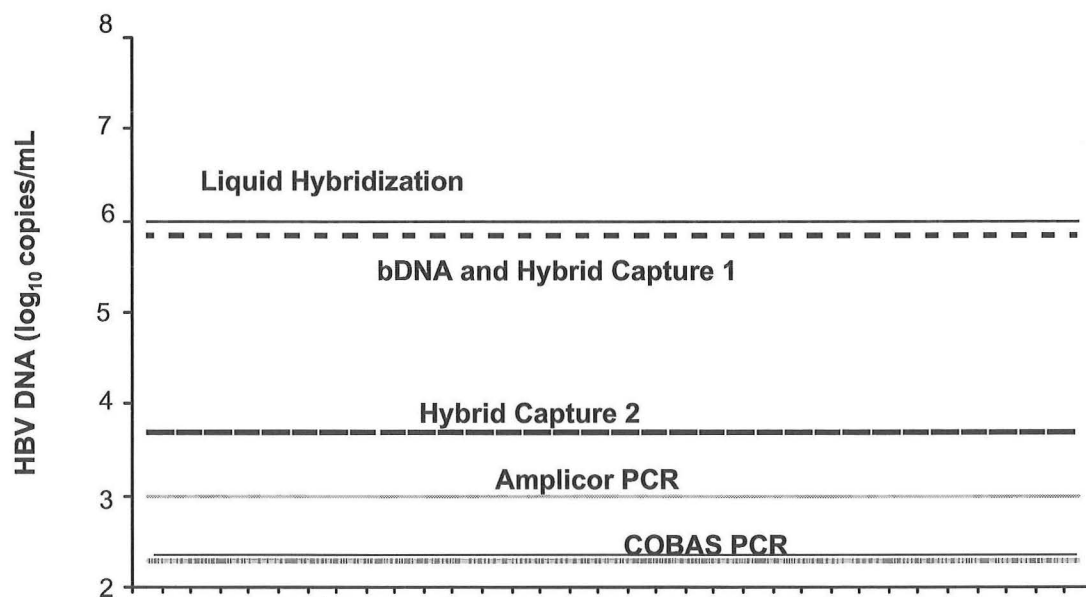 8
7
Liquid Hybridization
6
bDNA and Hybrid Capture 1
5
4
Hybrid Capture 2
Amplicor PCR
3
COBAS PCR
2
HBV DNA (log₁₀ copies/mL